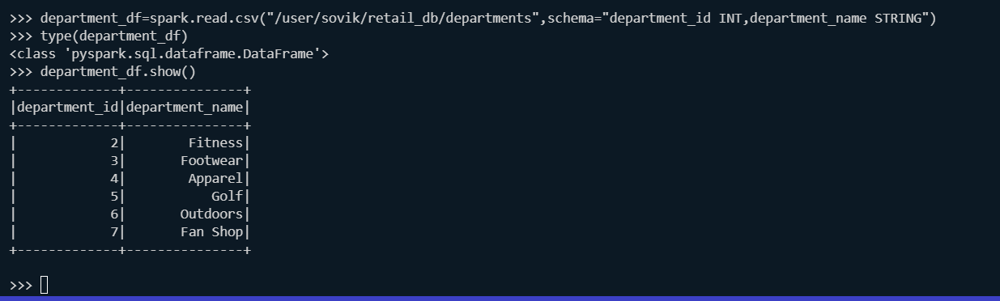 >>> department_df=spark.read.csv("/user/sovik/retail_db/departments",schema="department_id INT,department_name STRING")
>>> type(department_df)
<class 'pyspark.sql.dataframe.DataFrame'>
>>> department_df.show()
+-------------+---------------+
|department_id|department_name|
+-------------+---------------+
|            2|        Fitness|
|            3|       Footwear|
|            4|        Apparel|
|            5|           Golf|
|            6|       Outdoors|
|            7|       Fan Shop|
+-------------+---------------+
>>>